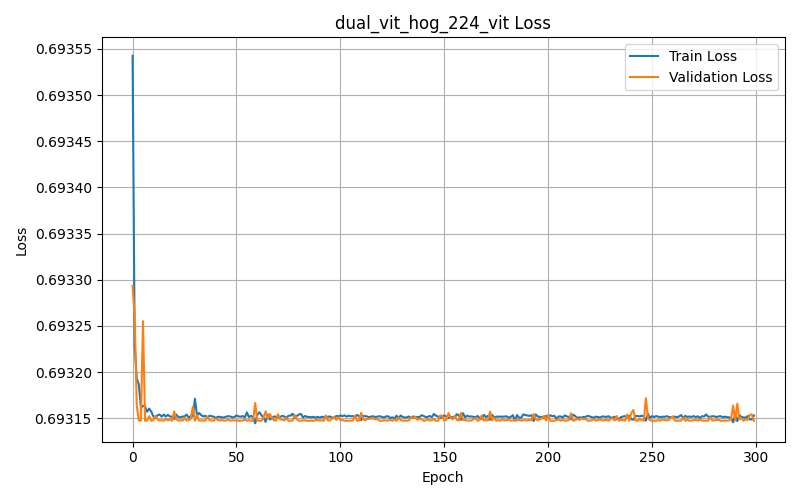 dual_vit_hog_224_vit Loss
Train Loss
Validation Loss
0.69355
0.69350
0.69345
0.69340
0.69335
0.69330
0.69325
0.69320
0.69315
Loss
0 50 100 150 200 250 300
Epoch